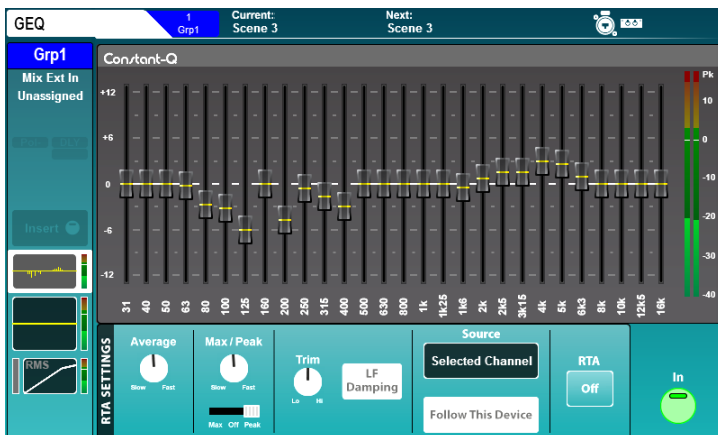 GEQ
1
Grp1
Current:
Scene 3
Next:
Scene 3
Grp1
Mix Ext In
Unassigned
Insert
RMS
Constant-Q
+12
+6
0
-6
-12
31 40 50 63 80 100 125 160 200 250 315 400 500 630 800 1k 1k25 1k6 2k 2k5 3k15 4k 5k 6k3 8k 10k 12k5 16k
Pk
10
0
-10
-20
-30
-40
RTA SETTINGS
Average
Slow Fast
Max / Peak
Slow Fast
Max Off Peak
Trim
Lo Hi
LF
Damping
Source
Selected Channel
Follow This Device
RTA
Off
In